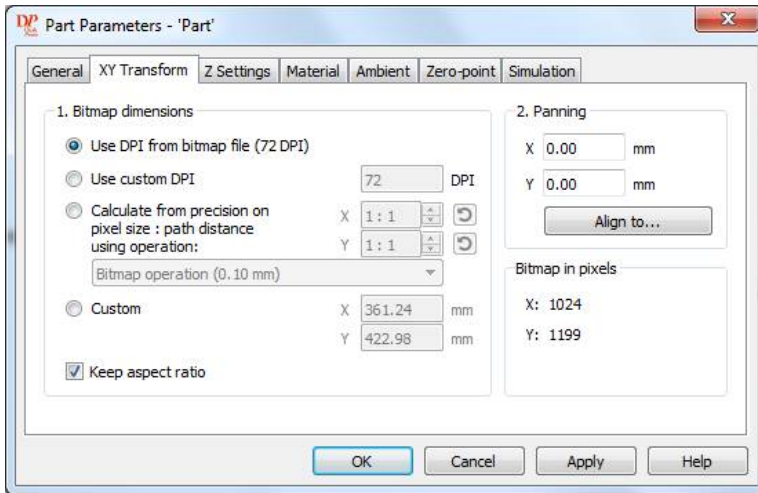 Part Parameters - 'Part'
General XY Transform Z Settings Material Ambient Zero-point Simulation
1. Bitmap dimensions
Use DPI from bitmap file (72 DPI)
Use custom DPI 72 DPI
Calculate from precision on
pixel size : path distance
using operation:
X 1 : 1
Y 1 : 1
Bitmap operation (0.10 mm)
Custom X 361.24 mm
Y 422.98 mm
Keep aspect ratio
2. Panning
X 0.00 mm
Y 0.00 mm
Align to...
Bitmap in pixels
X: 1024
Y: 1199
OK Cancel Apply Help